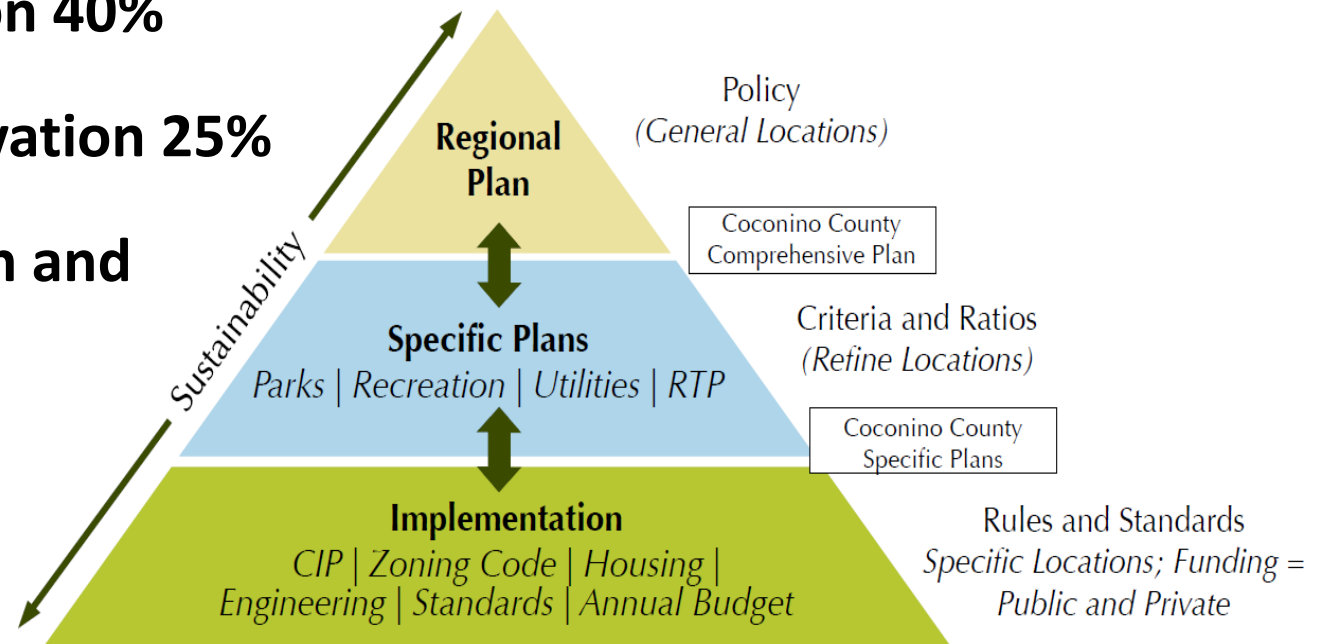 on 40%
vation 25%
n and
Sustainability
Regional
Plan
Policy
(General Locations)
Coconino County
Comprehensive Plan
Specific Plans
Parks | Recreation | Utilities | RTP
Criteria and Ratios
(Refine Locations)
Coconino County
Specific Plans
Implementation
CIP | Zoning Code | Housing |
Engineering | Standards | Annual Budget
Rules and Standards
Specific Locations; Funding =
Public and Private